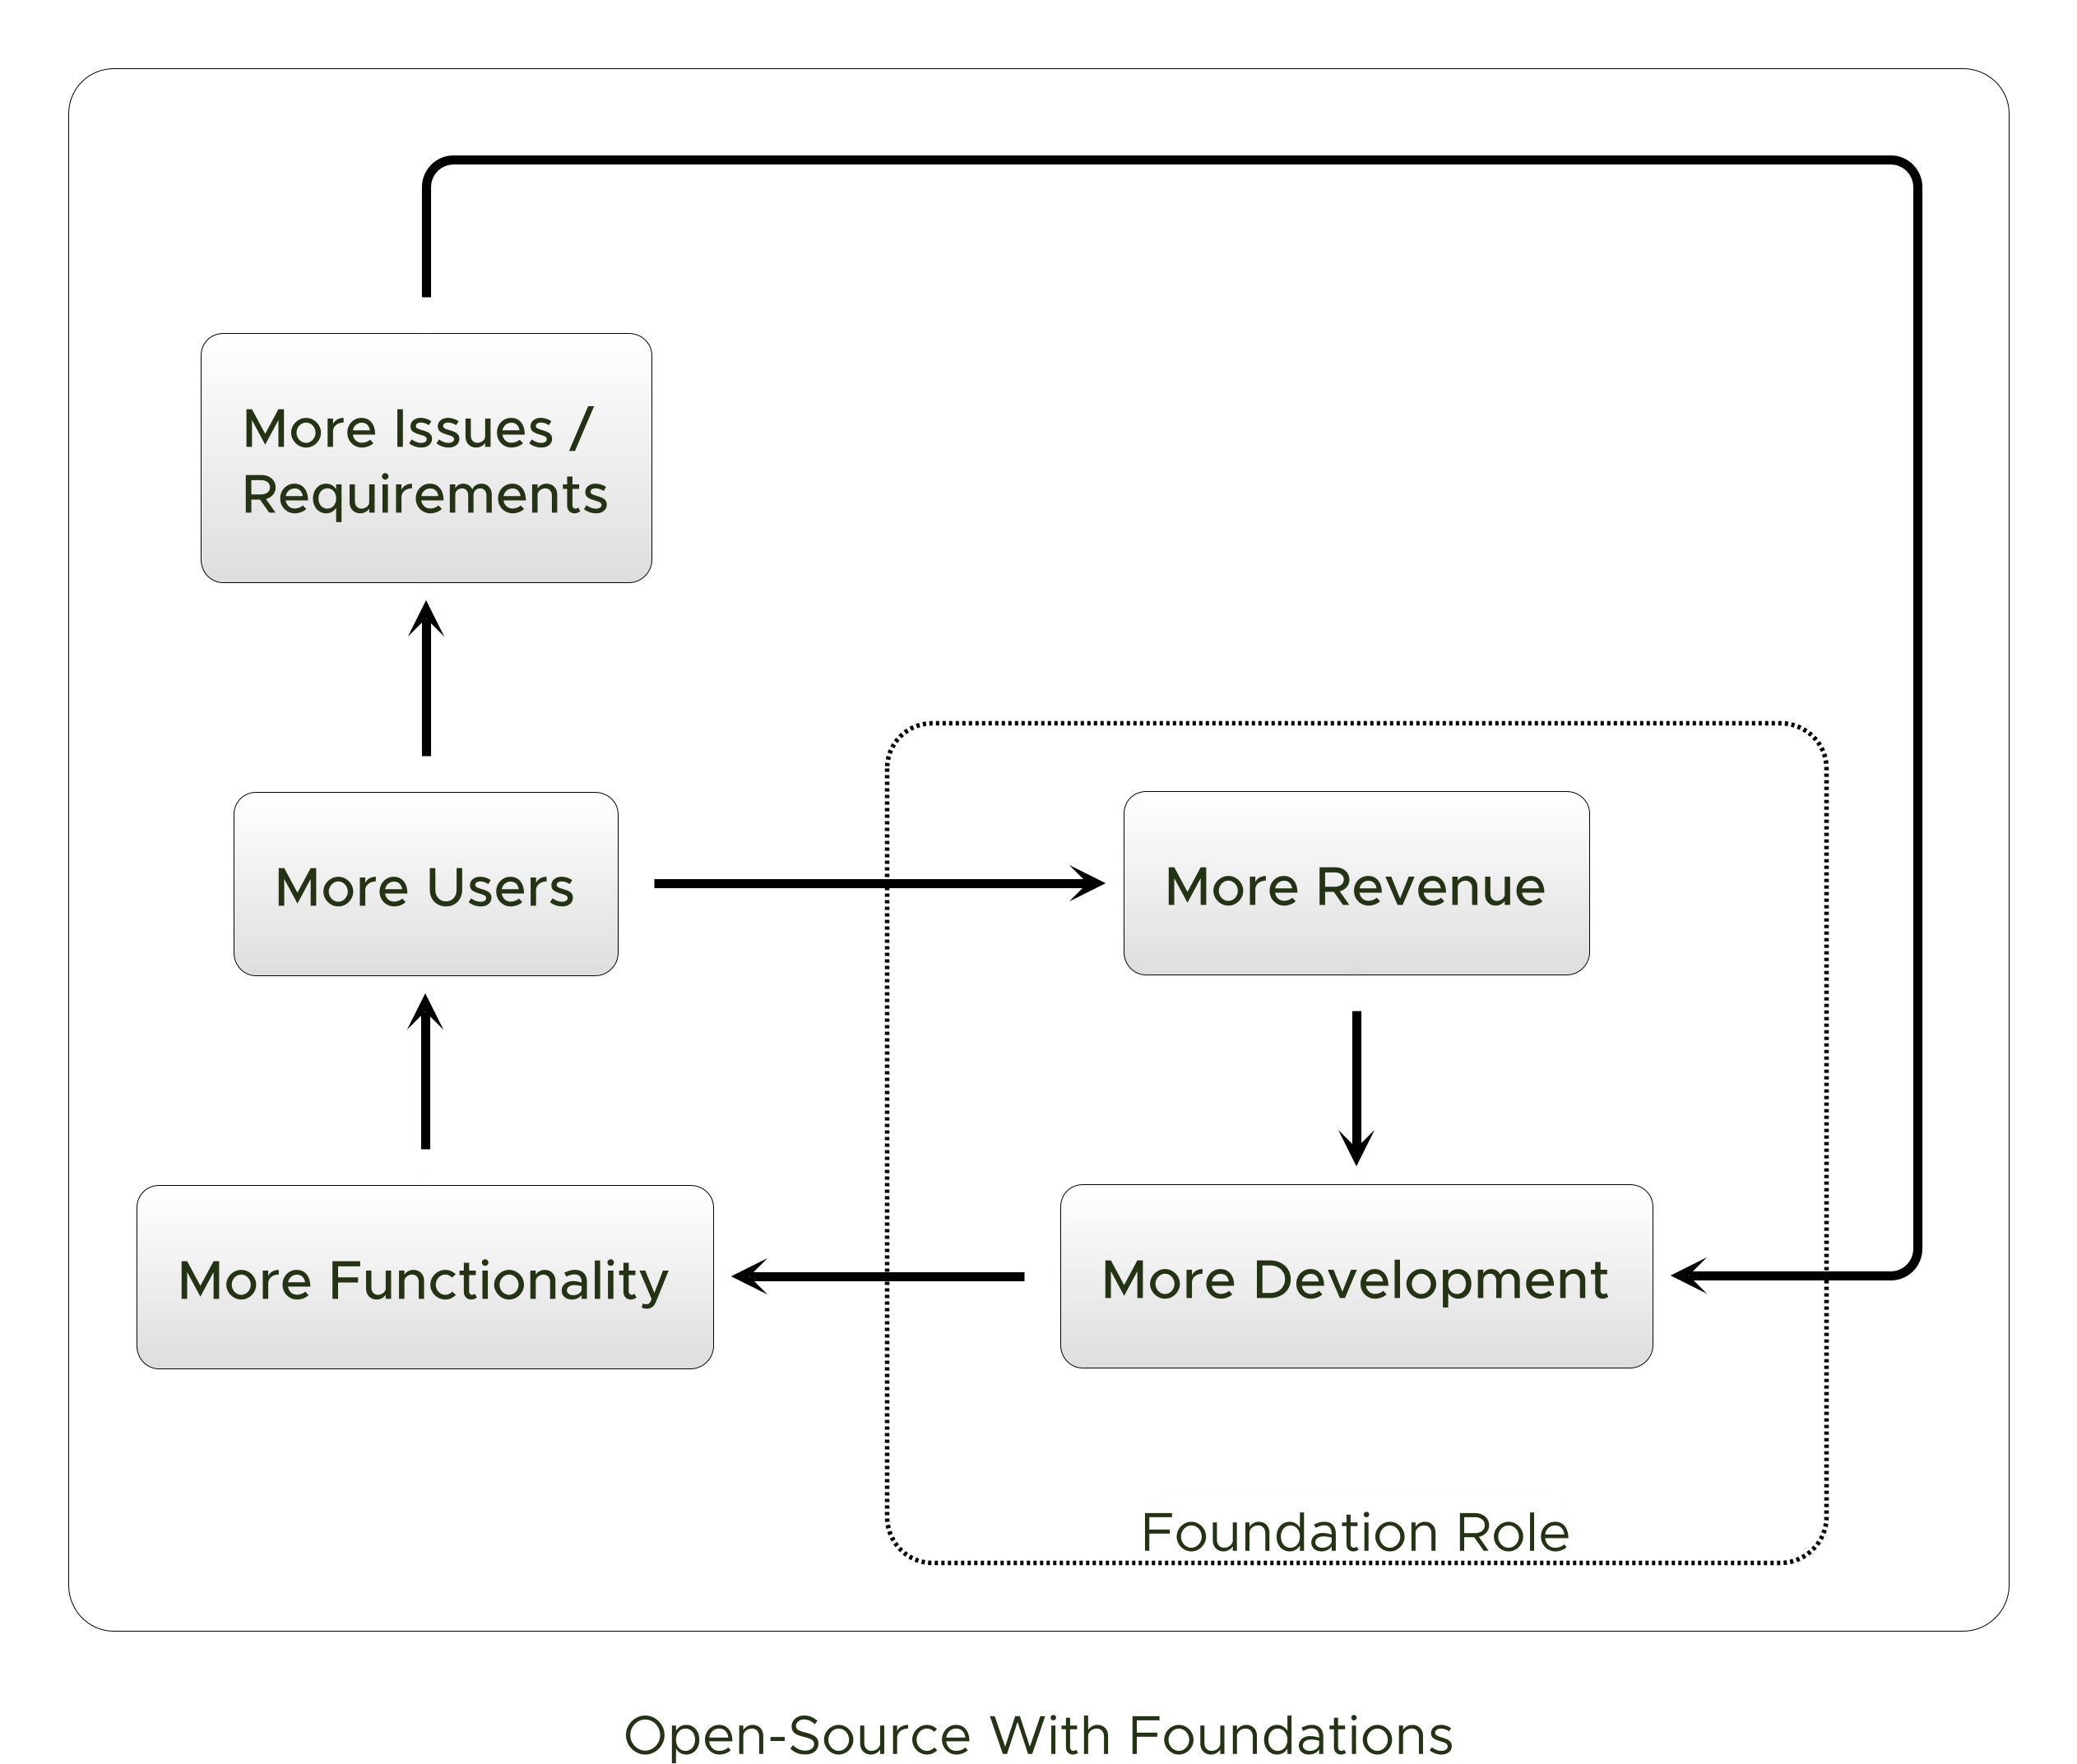 More Issues /
Requirements
More Users
More Revenue
More Functionality
More Development
Foundation Role
Open-Source With Foundations